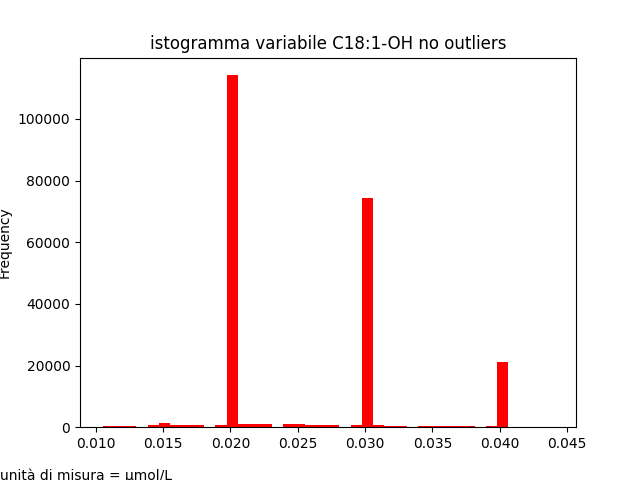 istogramma variabile C18:1-OH no outliers
100000
80000
60000
40000
20000
0
Frequency
0.010 0.015 0.020 0.025 0.030 0.035 0.040 0.045
unità di misura = μmol/L